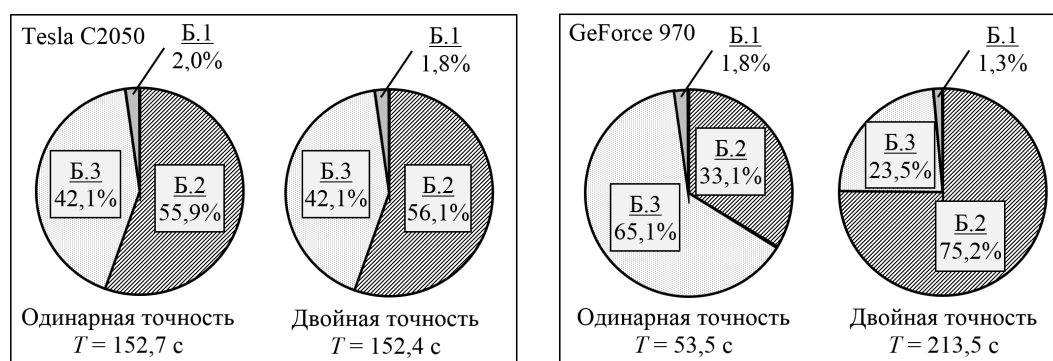 Tesla C2050
Б.1
2,0%
Б.3
42,1%
Б.2
55,9%
Одинарная точность
T = 152,7 с
Б.1
1,8%
Б.3
42,1%
Б.2
56,1%
Двойная точность
T = 152,4 с
GeForce 970
Б.1
1,8%
Б.2
33,1%
Б.3
65,1%
Одинарная точность
T = 53,5 с
Б.1
1,3%
Б.3
23,5%
Б.2
75,2%
Двойная точность
T = 213,5 с